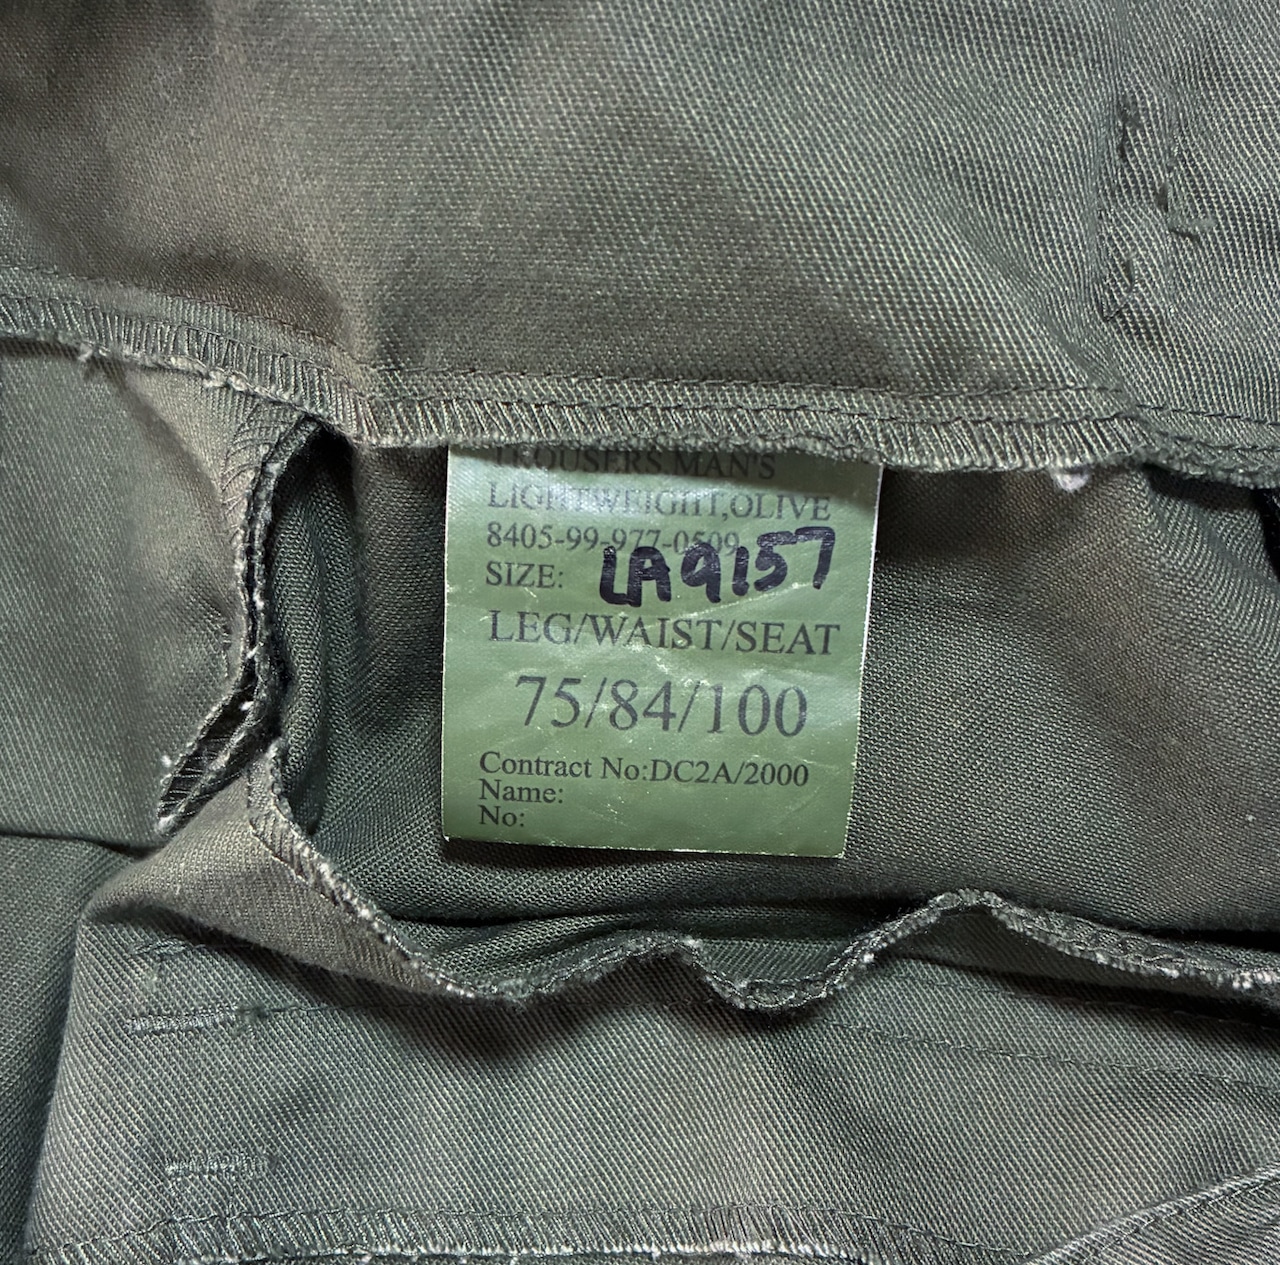 TROUSERS MAN'S
LIGHTWEIGHT,OLIVE
8405-99-977-0509
SIZE: LA9157
LEG/WAIST/SEAT
75/84/100
Contract No:DC2A/2000
Name:
No: